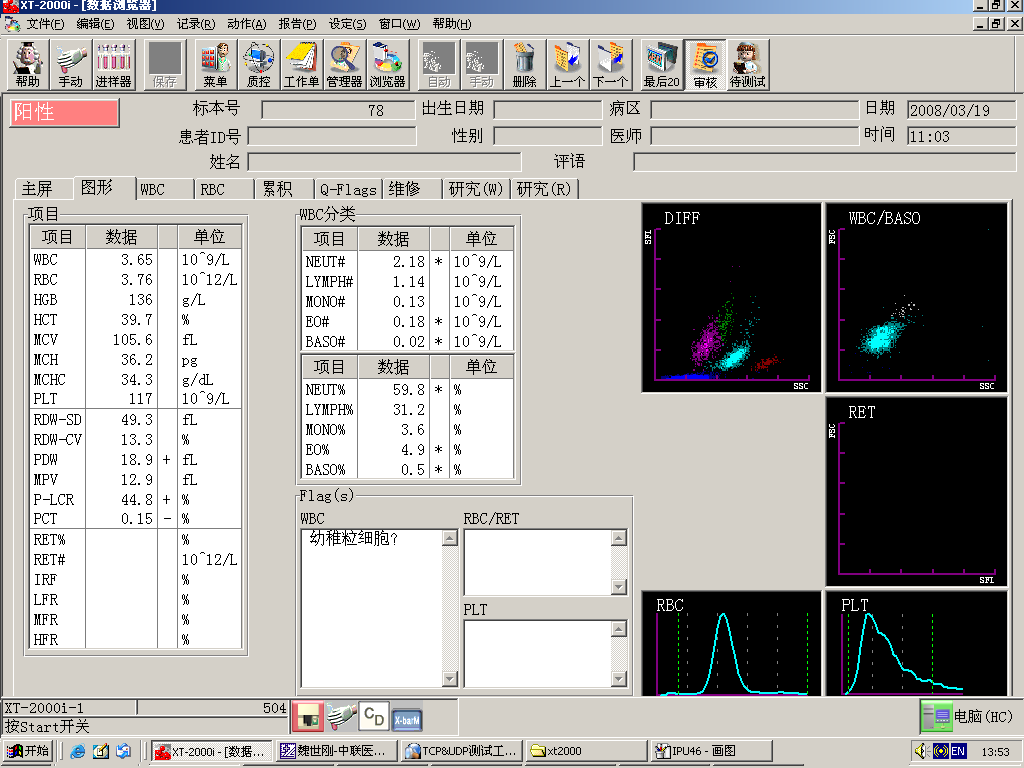 XT-2000i - [数据浏览器]
文件(F) 编辑(E) 视图(V) 记录(R) 动作(A) 报告(P) 设定(S) 窗口(W) 帮助(H)
帮助 手动 进样器 保存 菜单 质控 工作单 管理器 浏览器 自动 手动 删除 上一个 下一个 最后20 审核 待测试
阳性 标本号 78 出生日期 病区 日期 2008/03/19
患者ID号 性别 医师 时间 11:03
姓名 评语
主屏 图形 WBC RBC 累积 Q-Flags 维修 研究(W) 研究(R)
项目
项目 数据 单位
WBC 3.65 10^9/L
RBC 3.76 10^12/L
HGB 136 g/L
HCT 39.7 %
MCV 105.6 fL
MCH 36.2 pg
MCHC 34.3 g/dL
PLT 117 10^9/L
RDW-SD 49.3 fL
RDW-CV 13.3 %
PDW 18.9 + fL
MPV 12.9 fL
P-LCR 44.8 + %
PCT 0.15 - %
RET% %
RET# 10^12/L
IRF %
LFR %
MFR %
HFR %
WBC分类
项目 数据 单位
NEUT# 2.18 * 10^9/L
LYMPH# 1.14 10^9/L
MONO# 0.13 10^9/L
EO# 0.18 * 10^9/L
BASO# 0.02 * 10^9/L
项目 数据 单位
NEUT% 59.8 * %
LYMPH% 31.2 %
MONO% 3.6 %
EO% 4.9 * %
BASO% 0.5 * %
Flag(s)
WBC RBC/RET
幼稚粒细胞?
PLT
DIFF
SFL
SSC
WBC/BASO
FSC
SSC
RET
FSC
SFL
RBC
PLT
XT-2000i-1 504
按Start开关
CD X-barM
电脑(HC)
开始 XT-2000i - [数据... 魏世刚-中联医... TCP&UDP测试工... xt2000 IPU46 - 画图 EN 13:53